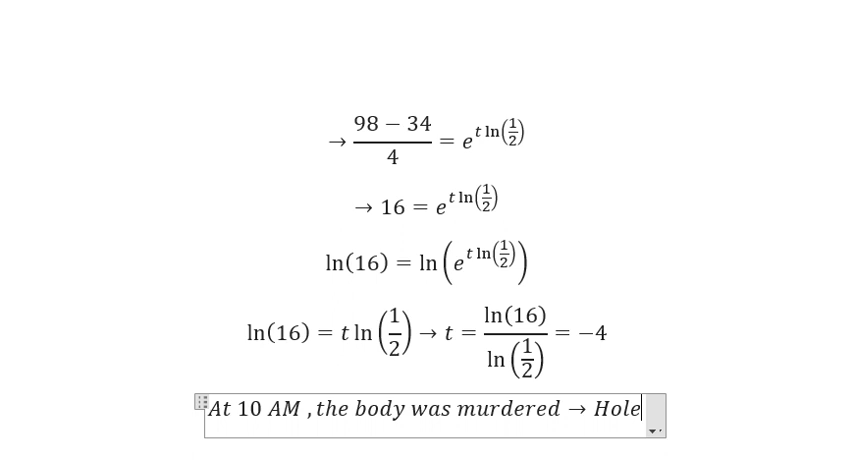 → (98 − 34)/4 = e^(t ln(1/2))
→ 16 = e^(t ln(1/2))
ln(16) = ln(e^(t ln(1/2)))
ln(16) = t ln(1/2) → t = ln(16)/ln(1/2) = −4
At 10 AM , the body was murdered → Hole